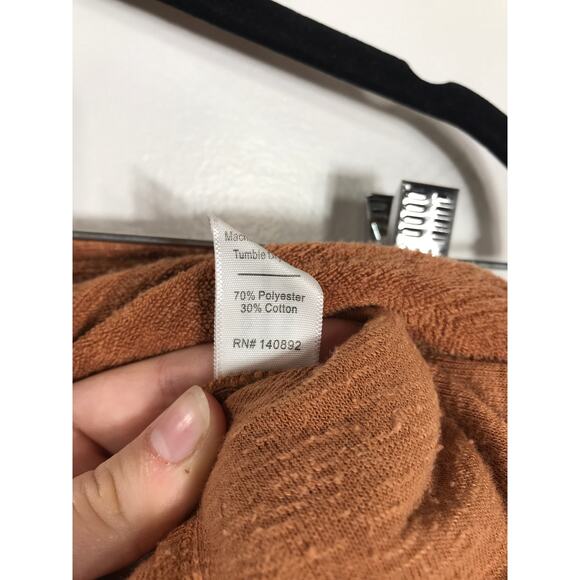 Tumble
70% Polyester
30% Cotton
RN# 140892